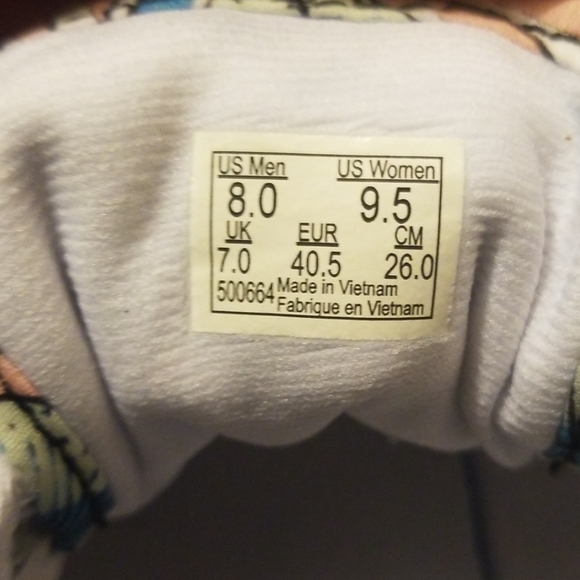 US Men US Women
8.0 9.5
UK EUR CM
7.0 40.5 26.0
500664 Made in Vietnam
Fabrique en Vietnam